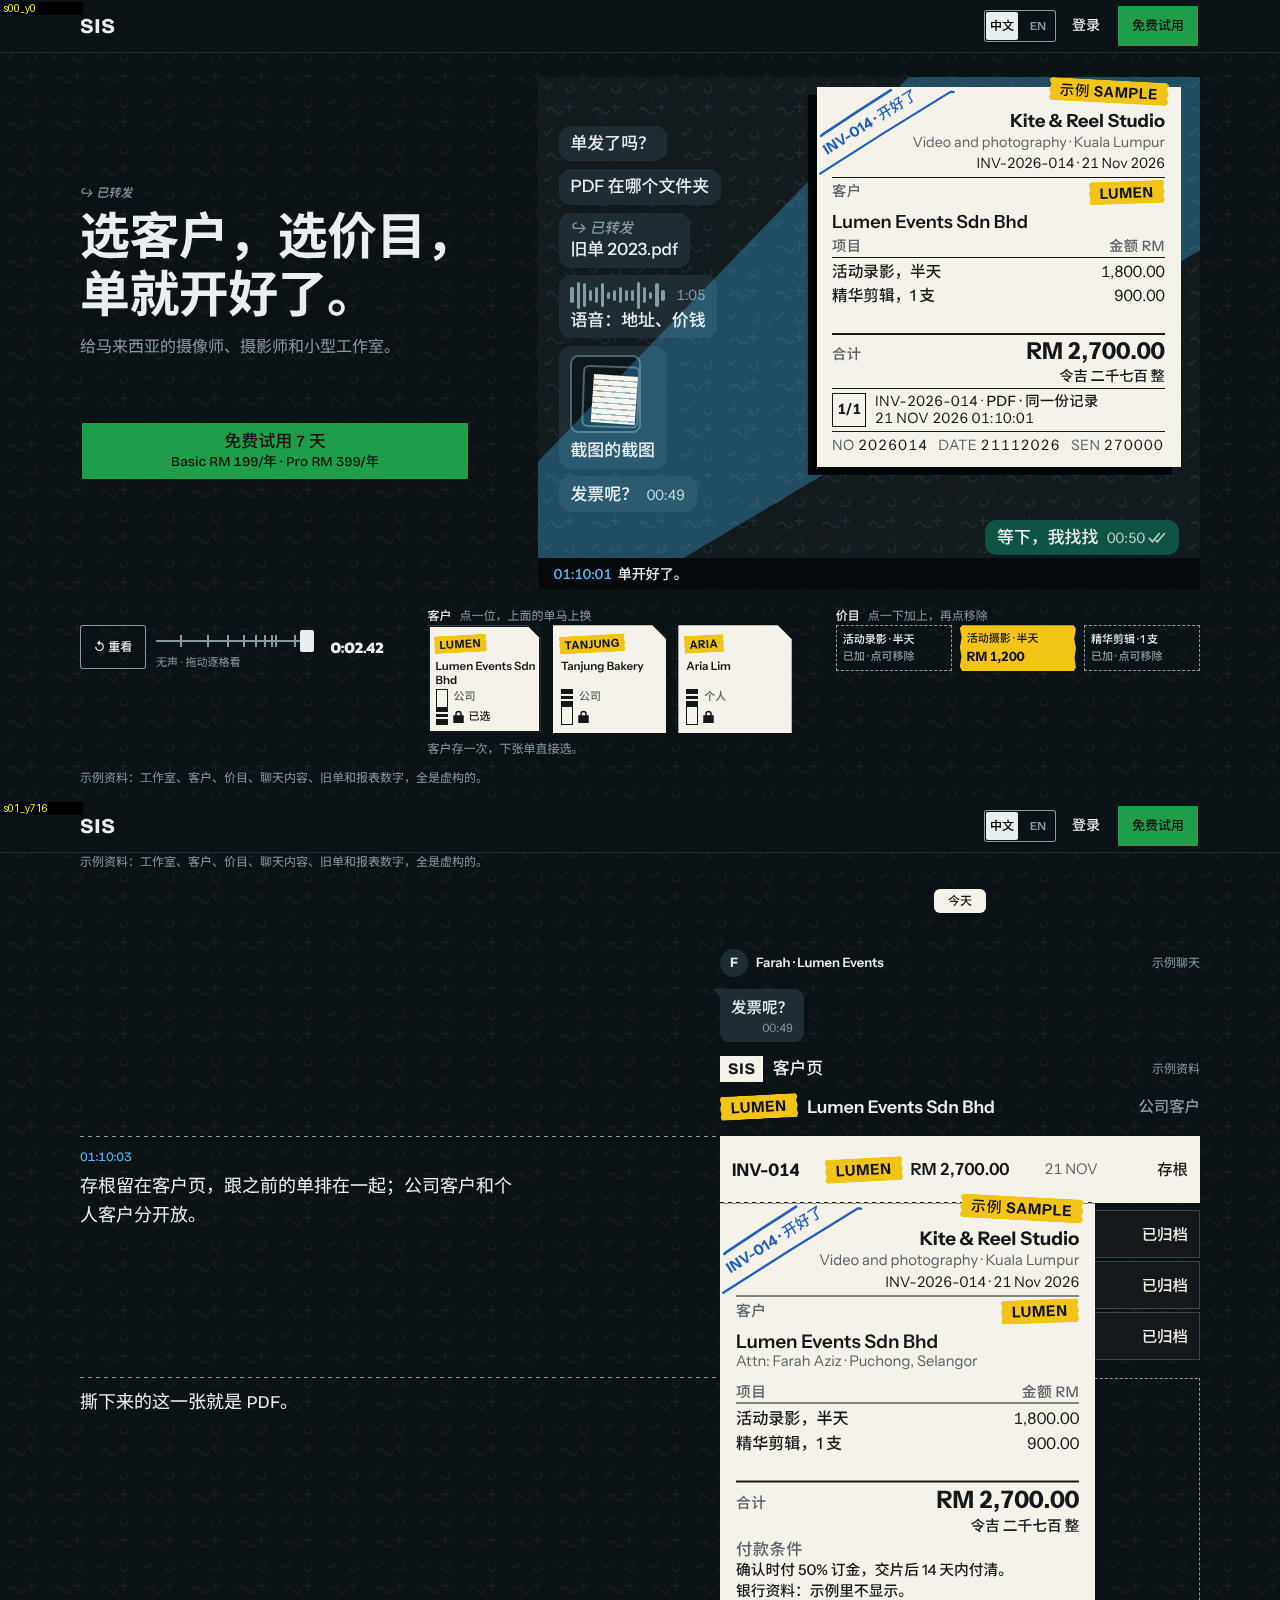 s00_y0
SIS
中文 EN 登录 免费试用
↪ 已转发
选客户，选价目，
单就开好了。
给马来西亚的摄像师、摄影师和小型工作室。
免费试用 7 天
Basic RM 199/年 · Pro RM 399/年
单发了吗？
PDF 在哪个文件夹
↪ 已转发
旧单 2023.pdf
1:05
语音：地址、价钱
截图的截图
发票呢？ 00:49
INV-014 · 开好了
示例 SAMPLE
Kite & Reel Studio
Video and photography · Kuala Lumpur
INV-2026-014 · 21 Nov 2026
客户 LUMEN
Lumen Events Sdn Bhd
项目 金额 RM
活动录影，半天 1,800.00
精华剪辑，1 支 900.00
合计 RM 2,700.00
令吉 二千七百 整
1/1 INV-2026-014 · PDF · 同一份记录
21 NOV 2026 01:10:01
NO 2026014 DATE 21112026 SEN 270000
等下，我找找 00:50
01:10:01 单开好了。
重看
无声 · 拖动逐格看
0:02.42
客户 点一位，上面的单马上换
LUMEN
Lumen Events Sdn Bhd
公司
已选
TANJUNG
Tanjung Bakery
公司
ARIA
Aria Lim
个人
客户存一次，下张单直接选。
价目 点一下加上，再点移除
活动录影 · 半天
已加 · 点可移除
活动摄影 · 半天
RM 1,200
精华剪辑 · 1 支
已加 · 点可移除
示例资料：工作室、客户、价目、聊天内容、旧单和报表数字，全是虚构的。
s01_y716
SIS
中文 EN 登录 免费试用
示例资料：工作室、客户、价目、聊天内容、旧单和报表数字，全是虚构的。
今天
F Farah · Lumen Events 示例聊天
发票呢？
00:49
SIS 客户页 示例资料
LUMEN Lumen Events Sdn Bhd 公司客户
01:10:03
存根留在客户页，跟之前的单排在一起；公司客户和个
人客户分开放。
INV-014 LUMEN RM 2,700.00 21 NOV 存根
已归档
已归档
已归档
INV-014 · 开好了
示例 SAMPLE
Kite & Reel Studio
Video and photography · Kuala Lumpur
INV-2026-014 · 21 Nov 2026
客户 LUMEN
Lumen Events Sdn Bhd
Attn: Farah Aziz · Puchong, Selangor
撕下来的这一张就是 PDF。
项目 金额 RM
活动录影，半天 1,800.00
精华剪辑，1 支 900.00
合计 RM 2,700.00
令吉 二千七百 整
付款条件
确认时付 50% 订金，交片后 14 天内付清。
银行资料：示例里不显示。